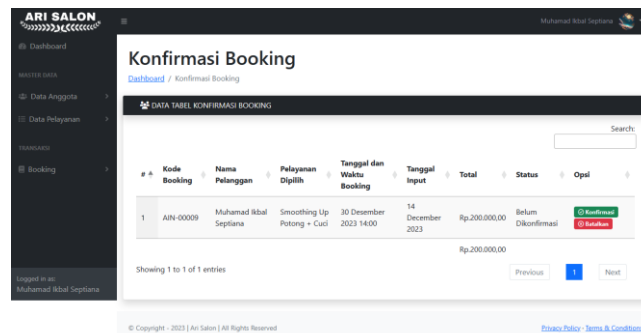 ARI SALON
Muhamad Ikbal Septiana
Dashboard
MASTER DATA
Data Anggota
Data Pelayanan
TRANSAKSI
Booking
Logged in as:
Muhamad Ikbal Septiana
Konfirmasi Booking
Dashboard / Konfirmasi Booking
DATA TABEL KONFIRMASI BOOKING
Search:
# Kode Booking Nama Pelanggan Pelayanan Dipilih Tanggal dan Waktu Booking Tanggal Input Total Status Opsi
1 AIN-00009 Muhamad Ikbal Septiana Smoothing Up Potong + Cuci 30 Desember 2023 14:00 14 December 2023 Rp.200.000,00 Belum Dikonfirmasi Konfirmasi Batalkan
Rp.200.000,00
Showing 1 to 1 of 1 entries
Previous 1 Next
© Copyright - 2023 | Ari Salon | All Rights Reserved
Privacy Policy · Terms & Conditions